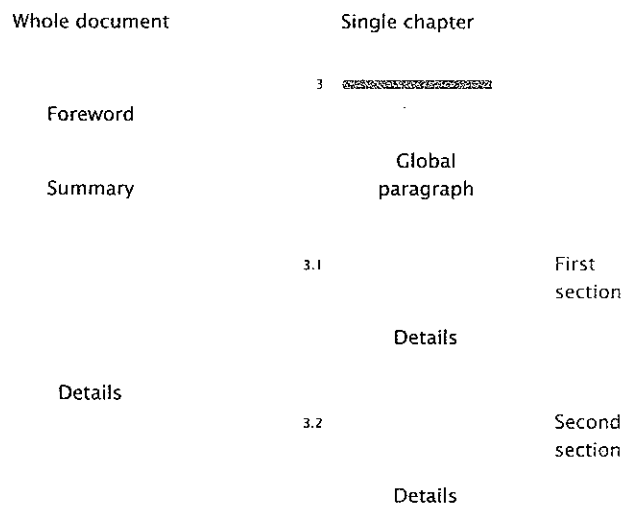 Whole document
Single chapter
3
Foreword
Global
paragraph
Summary
3.1
First
section
Details
Details
3.2
Second
section
Details